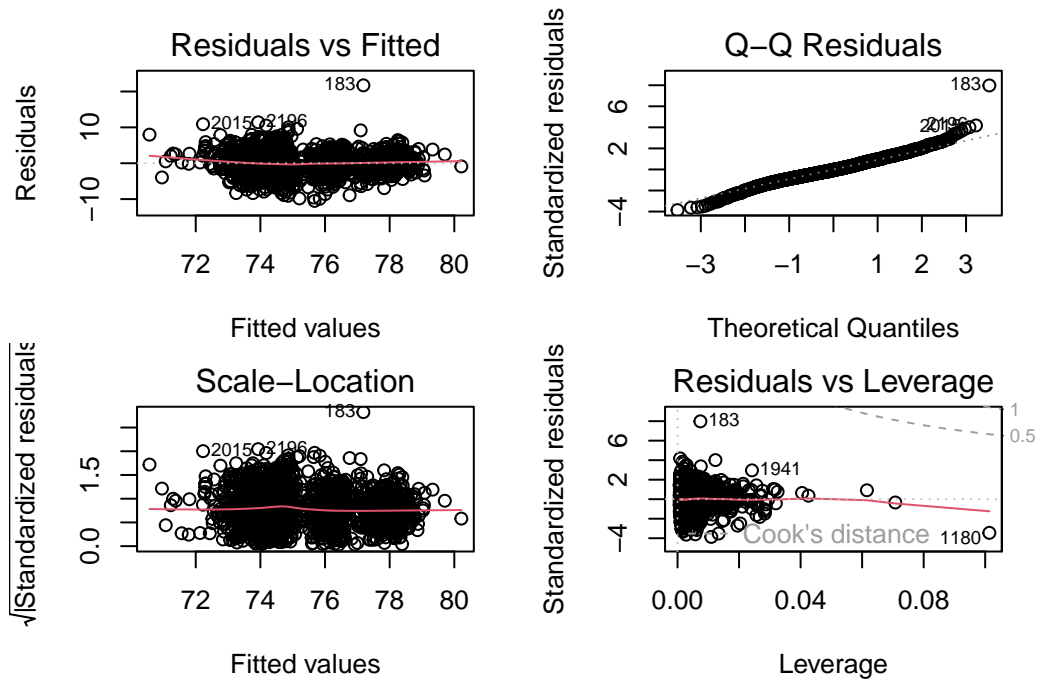 Residuals vs Fitted
Residuals
10
−10
183
2015
2196
72 74 76 78 80
Fitted values
Q−Q Residuals
Standardized residuals
6
2
−4
183
2196
2015
−3 −1 1 2 3
Theoretical Quantiles
Scale−Location
√|Standardized residuals
1.5
0.0
183
2015
2196
72 74 76 78 80
Fitted values
Residuals vs Leverage
Standardized residuals
6
2
−4
183
1941
1180
Cook's distance
1
0.5
0.00 0.04 0.08
Leverage